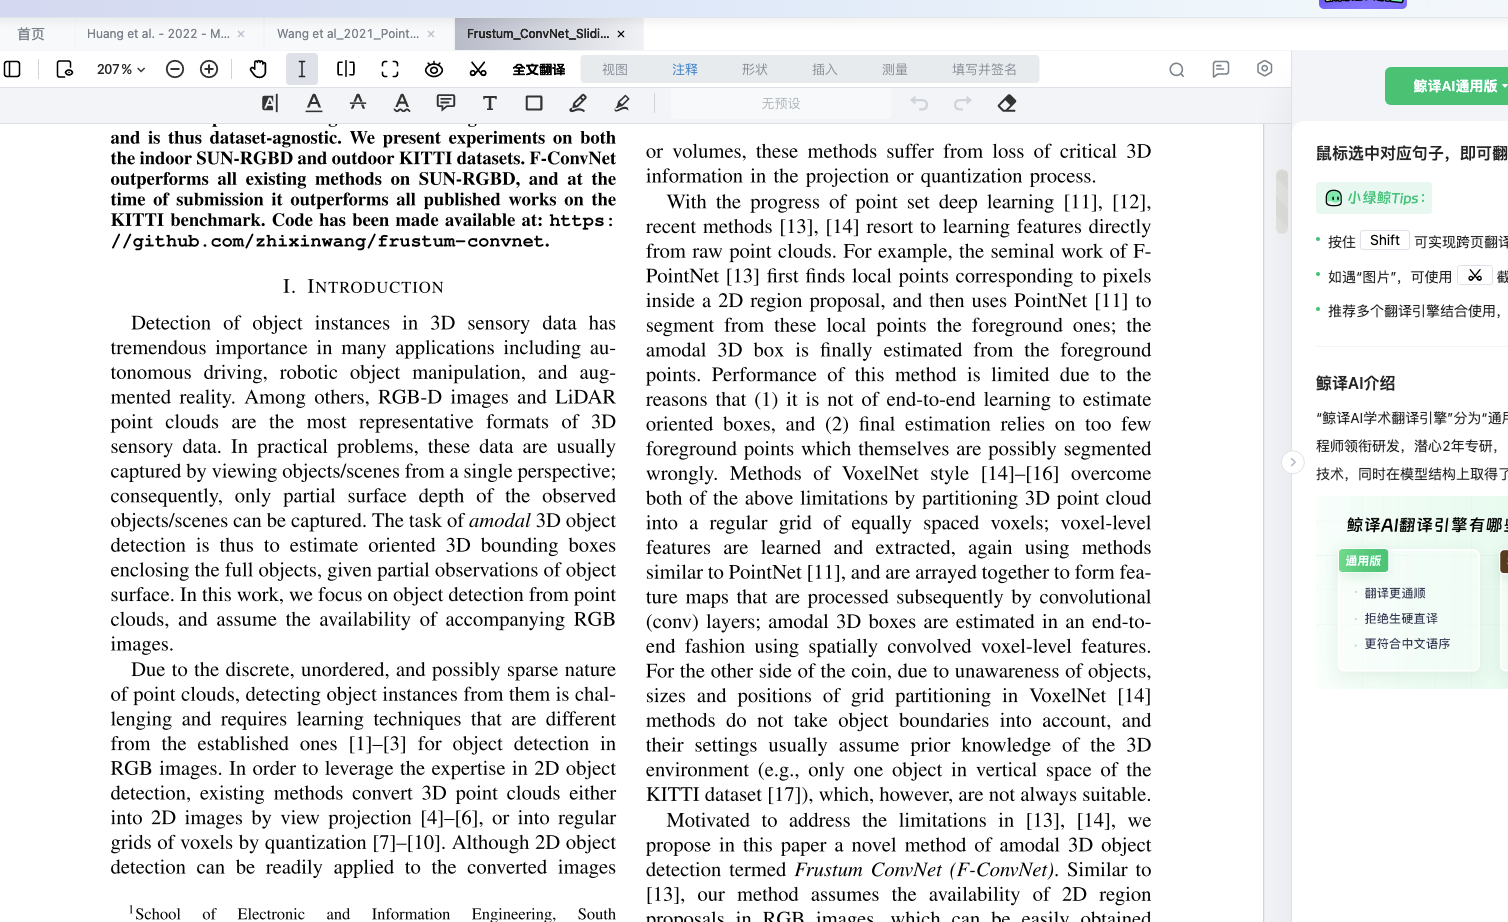 首页
Huang et al. - 2022 - M...
Wang et al_2021_Point...
Frustum_ConvNet_Slidi...
207%
全文翻译
视图
注释
形状
插入
测量
填写并签名
无预设
and is thus dataset-agnostic. We present experiments on both
the indoor SUN-RGBD and outdoor KITTI datasets. F-ConvNet
outperforms all existing methods on SUN-RGBD, and at the
time of submission it outperforms all published works on the
KITTI benchmark. Code has been made available at: https:
//github.com/zhixinwang/frustum-convnet.
I. INTRODUCTION
Detection of object instances in 3D sensory data has
tremendous importance in many applications including au-
tonomous driving, robotic object manipulation, and aug-
mented reality. Among others, RGB-D images and LiDAR
point clouds are the most representative formats of 3D
sensory data. In practical problems, these data are usually
captured by viewing objects/scenes from a single perspective;
consequently, only partial surface depth of the observed
objects/scenes can be captured. The task of amodal 3D object
detection is thus to estimate oriented 3D bounding boxes
enclosing the full objects, given partial observations of object
surface. In this work, we focus on object detection from point
clouds, and assume the availability of accompanying RGB
images.
Due to the discrete, unordered, and possibly sparse nature
of point clouds, detecting object instances from them is chal-
lenging and requires learning techniques that are different
from the established ones [1]–[3] for object detection in
RGB images. In order to leverage the expertise in 2D object
detection, existing methods convert 3D point clouds either
into 2D images by view projection [4]–[6], or into regular
grids of voxels by quantization [7]–[10]. Although 2D object
detection can be readily applied to the converted images
1School of Electronic and Information Engineering, South
or volumes, these methods suffer from loss of critical 3D
information in the projection or quantization process.
With the progress of point set deep learning [11], [12],
recent methods [13], [14] resort to learning features directly
from raw point clouds. For example, the seminal work of F-
PointNet [13] first finds local points corresponding to pixels
inside a 2D region proposal, and then uses PointNet [11] to
segment from these local points the foreground ones; the
amodal 3D box is finally estimated from the foreground
points. Performance of this method is limited due to the
reasons that (1) it is not of end-to-end learning to estimate
oriented boxes, and (2) final estimation relies on too few
foreground points which themselves are possibly segmented
wrongly. Methods of VoxelNet style [14]–[16] overcome
both of the above limitations by partitioning 3D point cloud
into a regular grid of equally spaced voxels; voxel-level
features are learned and extracted, again using methods
similar to PointNet [11], and are arrayed together to form fea-
ture maps that are processed subsequently by convolutional
(conv) layers; amodal 3D boxes are estimated in an end-to-
end fashion using spatially convolved voxel-level features.
For the other side of the coin, due to unawareness of objects,
sizes and positions of grid partitioning in VoxelNet [14]
methods do not take object boundaries into account, and
their settings usually assume prior knowledge of the 3D
environment (e.g., only one object in vertical space of the
KITTI dataset [17]), which, however, are not always suitable.
Motivated to address the limitations in [13], [14], we
propose in this paper a novel method of amodal 3D object
detection termed Frustum ConvNet (F-ConvNet). Similar to
[13], our method assumes the availability of 2D region
proposals in RGB images, which can be easily obtained
鲸译AI通用版
鼠标选中对应句子，即可翻
小绿鲸Tips：
按住 Shift 可实现跨页翻译
如遇“图片”，可使用 截
推荐多个翻译引擎结合使用，
鲸译AI介绍
“鲸译AI学术翻译引擎”分为“通用
程师领衔研发，潜心2年专研，
技术，同时在模型结构上取得了
鲸译AI翻译引擎有哪些
通用版
翻译更通顺
拒绝生硬直译
更符合中文语序